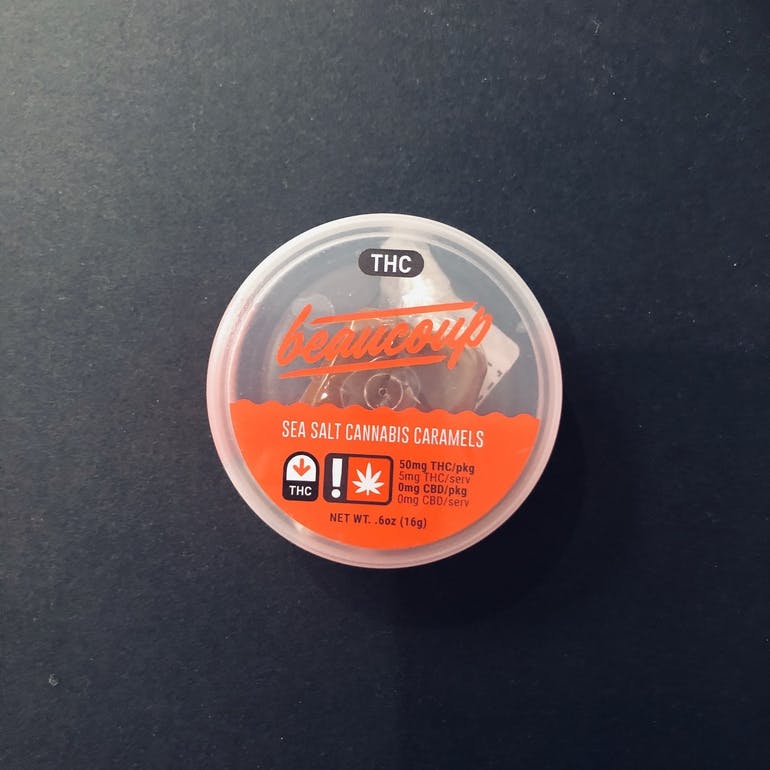 THC
beaucoup
SEA SALT CANNABIS CARAMELS
50mg THC/pkg
5mg THC/serv
0mg CBD/pkg
0mg CBD/serv
THC
!
NET WT. .6oz (16g)